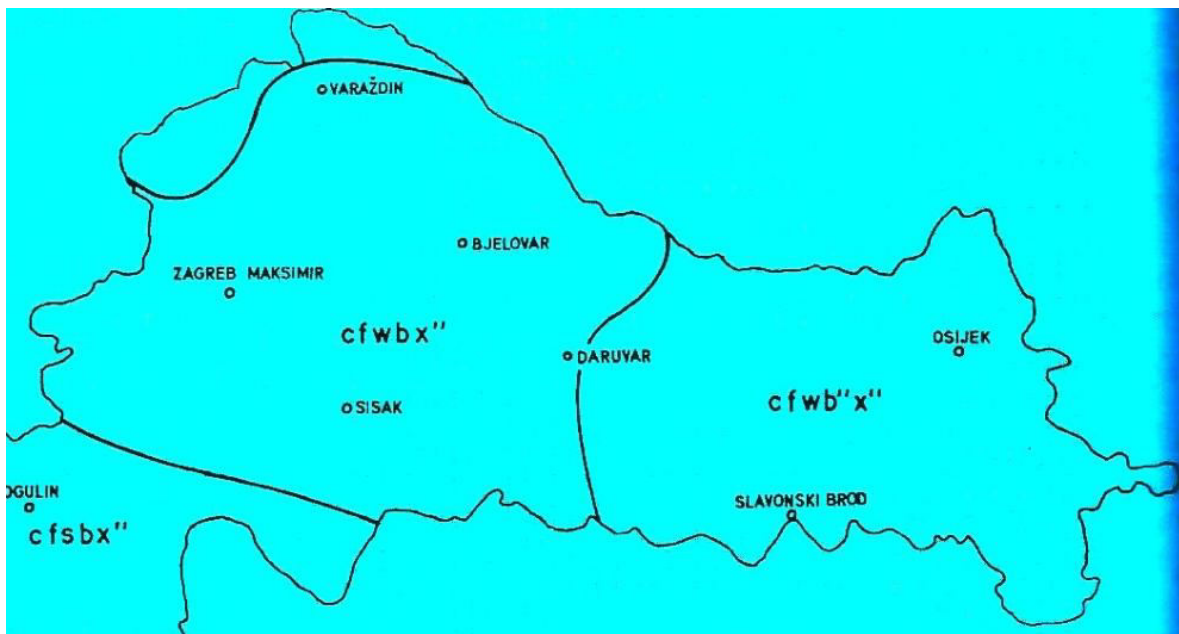 VARAŽDIN
BJELOVAR
ZAGREB MAKSIMIR
cfwbx"
OSIJEK
DARUVAR
SISAK
cfwb"x"
OGULIN
SLAVONSKI BROD
cfsbx"